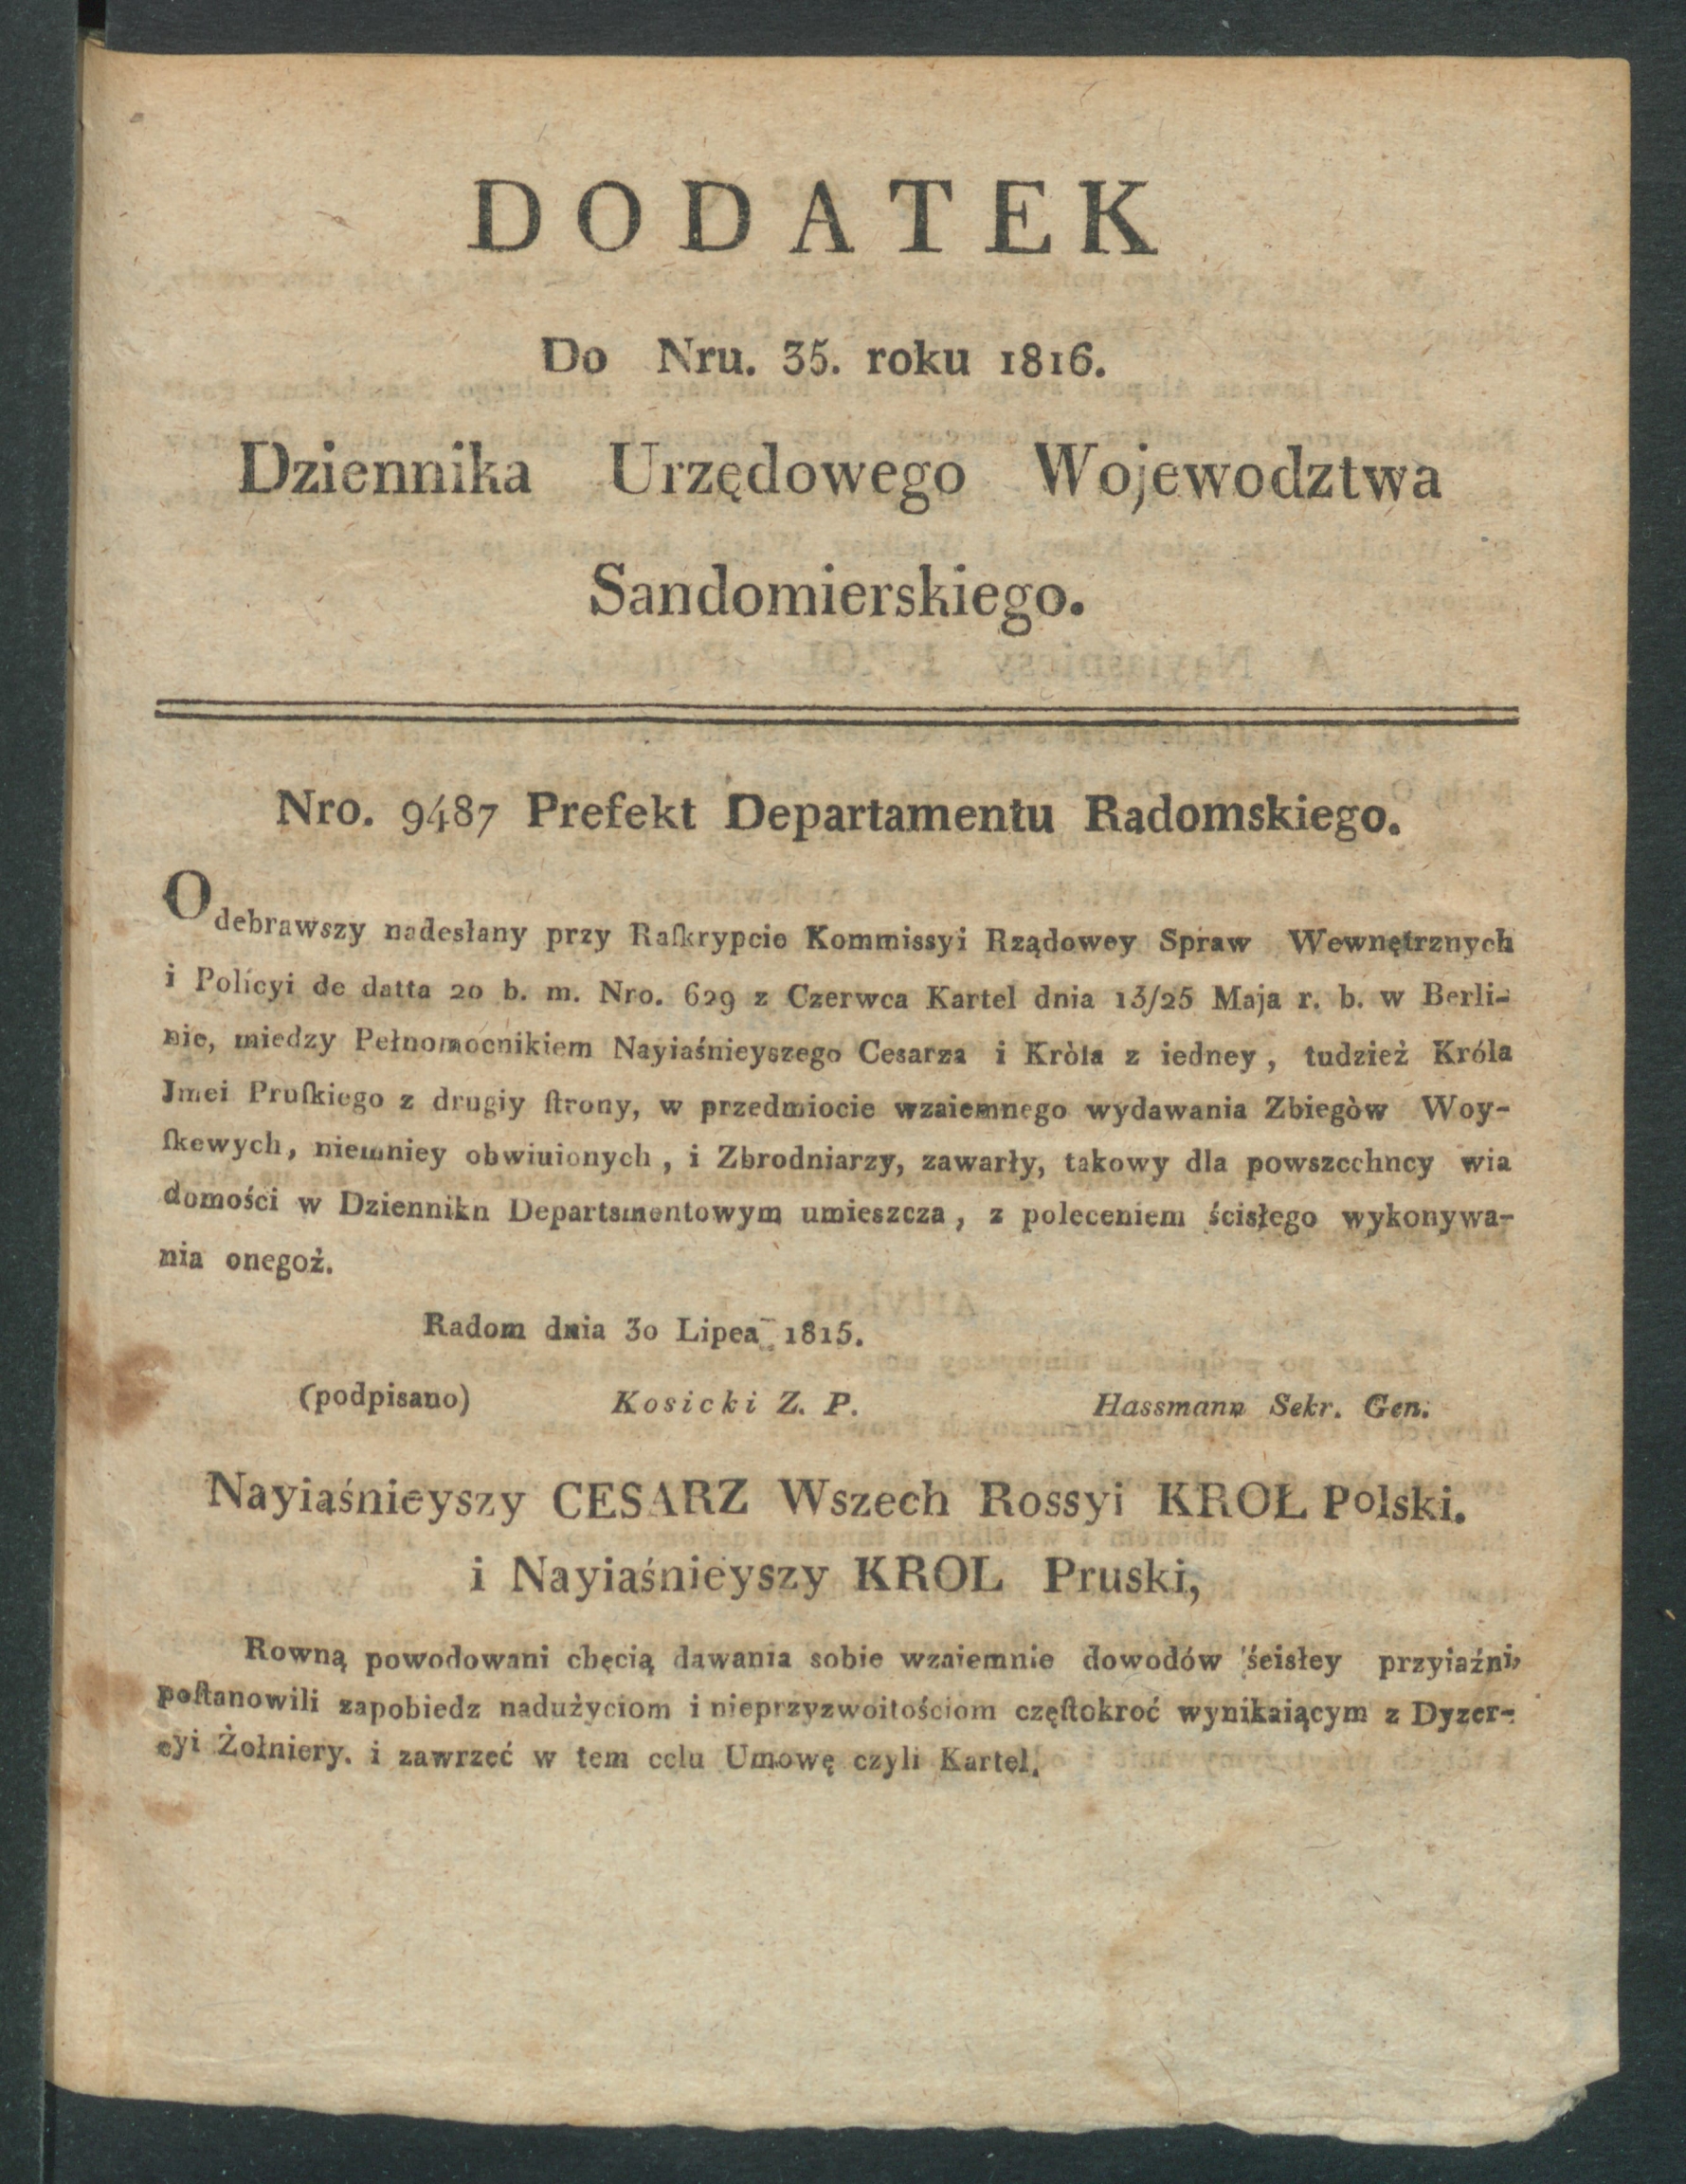 DODATEK
Do Nru. 35. roku 1816.
Dziennika Urzędowego Wojewodztwa
Sandomierskiego.
Nro. 9487 Prefekt Departamentu Radomskiego.
Odebrawszy nadesłany przy Raſkrypcie Kommissyi Rządowey Spraw Wewnętrznych
i Policyi de datta 20 b. m. Nro. 629 z Czerwca Kartel dnia 13/25 Maja r. b. w Berli-
nie, miedzy Pełnomocnikiem Nayiaśnieyszego Cesarza i Kròla z iedney, tudzież Króla
Jmei Pruſkiego z drugiy ſtrony, w przedmiocie wzaiemnego wydawania Zbiegòw Woy-
ſkewych, niemniey obwiuionych, i Zbrodniarzy, zawarły, takowy dla powszechney wia
domości w Dziennikn Departamentowym umieszcza, z poleceniem ścisłego wykonywa-
nia onegoż.
Radom dnia 30 Lipea 1815.
(podpisano) Kosicki Z. P. Hassmann Sekr. Gen.
Nayiaśnieyszy CESARZ Wszech Rossyi KROŁ Polski.
i Nayiaśnieyszy KROL Pruski,
Rowną powodowani chęcią dawania sobie wzaiemnie dowodów śeisłey przyiaźni,
poſtanowili zapobiedz nadużyciom i nieprzyzwoitościom częſtokroć wynikaiącym z Dyzer-
cyi Żołniery. i zawrzeć w tem celu Umowę czyli Kartel.